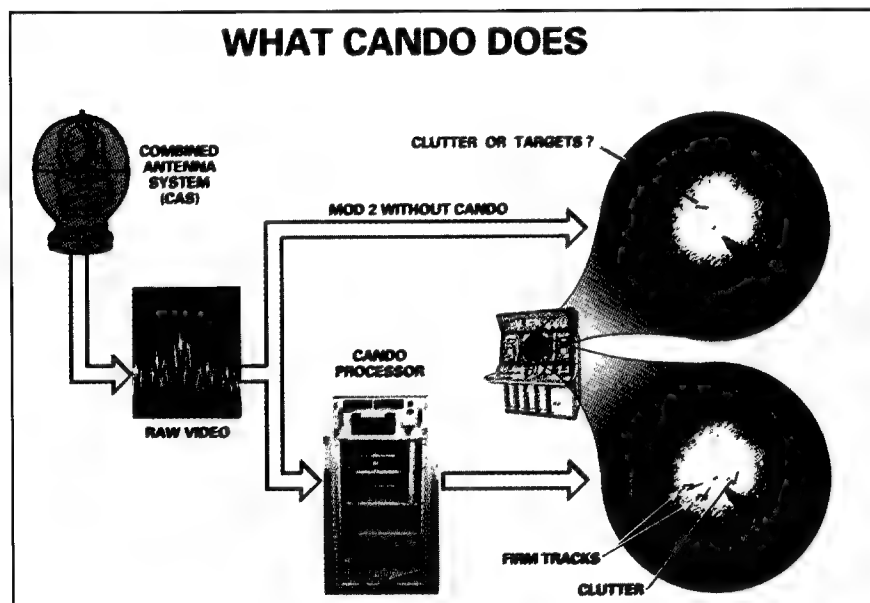 WHAT CANDO DOES
COMBINED
ANTENNA
SYSTEM
(CAS)
CLUTTER OR TARGETS?
MOD 2 WITHOUT CANDO
CANDO
PROCESSOR
RAW VIDEO
FIRM TRACKS
CLUTTER